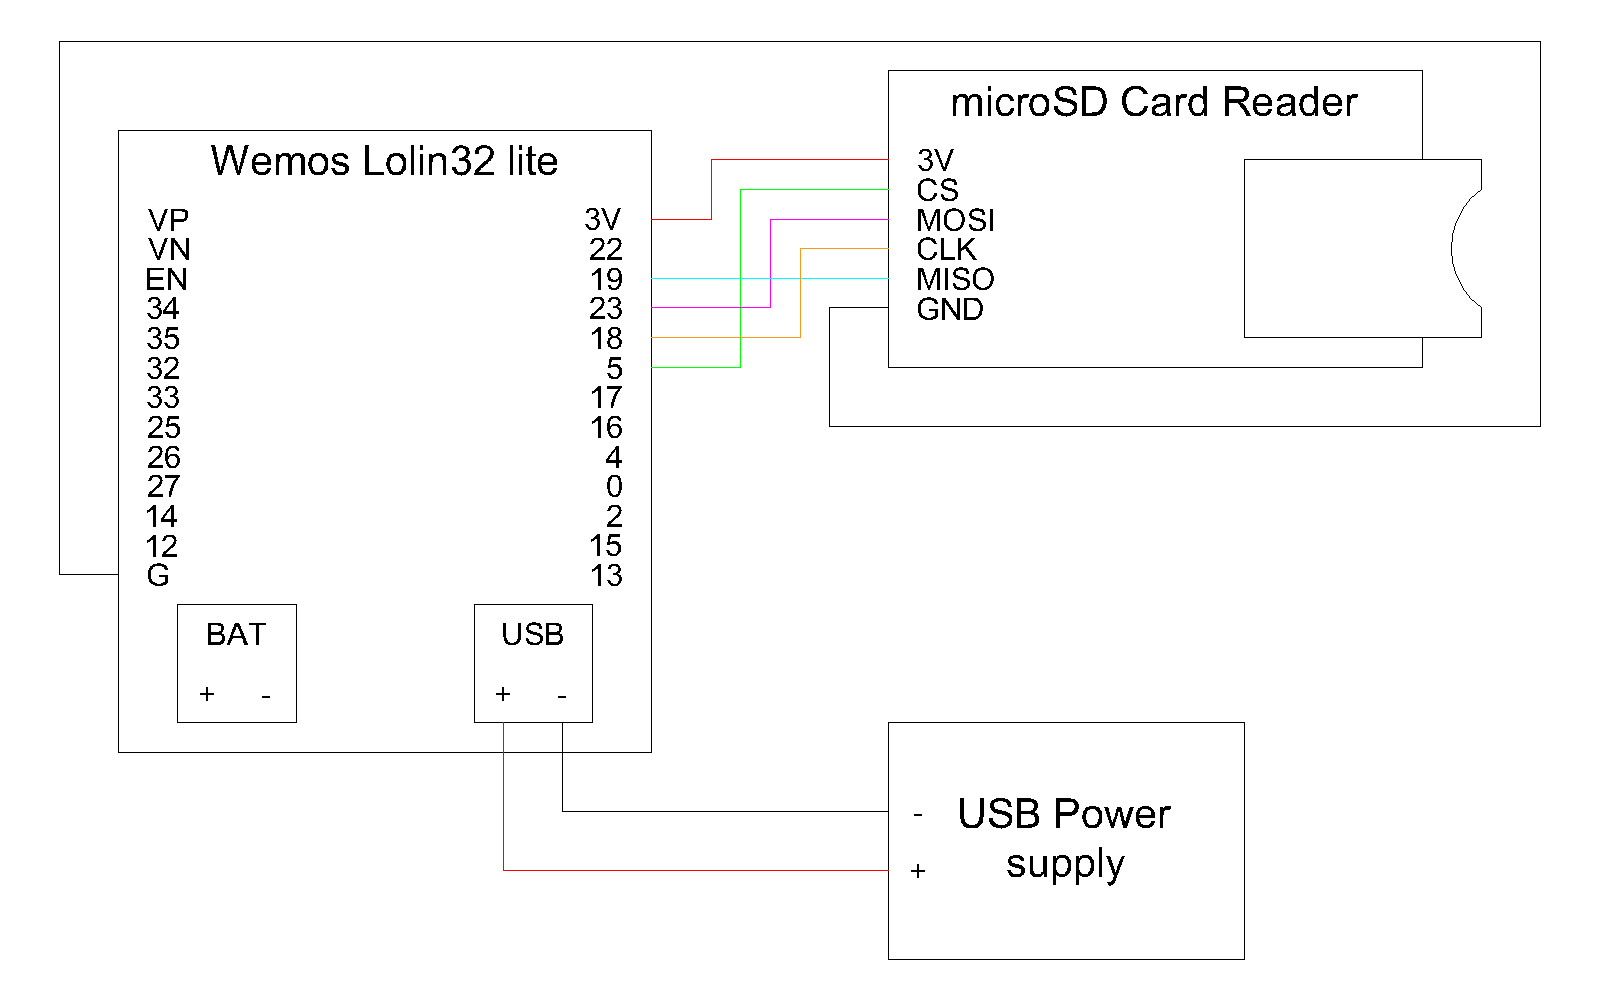 microSD Card Reader
3V
CS
MOSI
CLK
MISO
GND
Wemos Lolin32 lite
VP
VN
EN
34
35
32
33
25
26
27
14
12
G
3V
22
19
23
18
5
17
16
4
0
2
15
13
BAT
+ -
USB
+ -
USB Power
supply
-
+